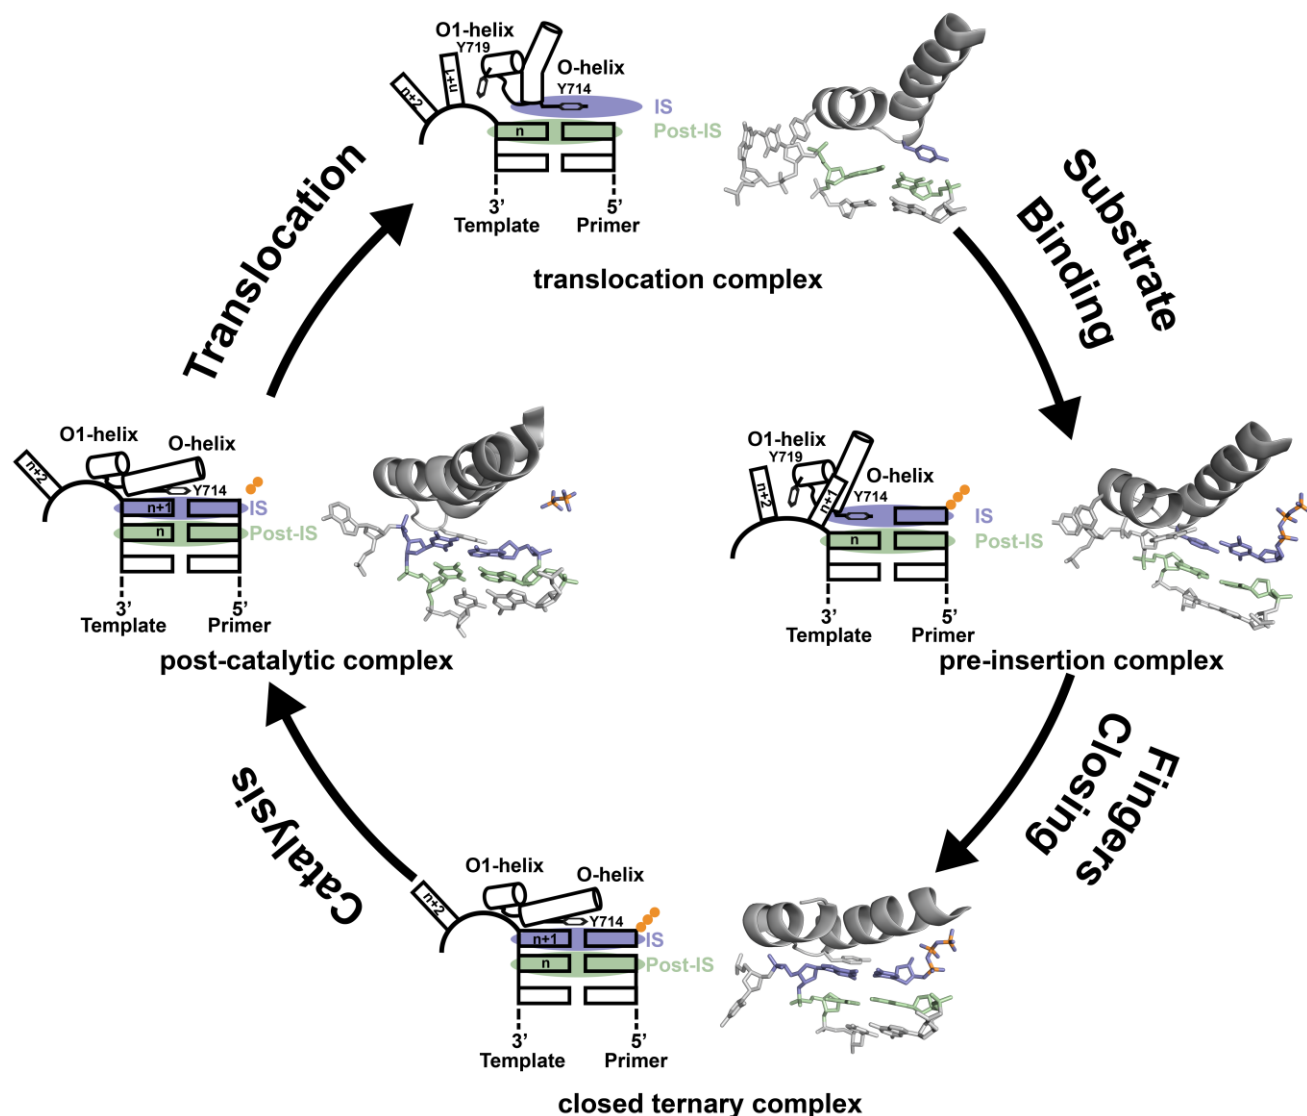 O1-helix
Y719
O-helix
Y714
n+2
n+1
IS
n
Post-IS
3’
5’
Template
Primer
translocation complex
Translocation
Substrate
Binding
O1-helix
O-helix
n+2
Y714
n+1
IS
n
Post-IS
3’
5’
Template
Primer
post-catalytic complex
O1-helix
Y719
O-helix
n+2
n+1
Y714
IS
n
Post-IS
3’
5’
Template
Primer
pre-insertion complex
Fingers
Closing
Catalysis
O1-helix
O-helix
n+2
Y714
n+1
IS
n
Post-IS
3’
5’
Template
Primer
closed ternary complex